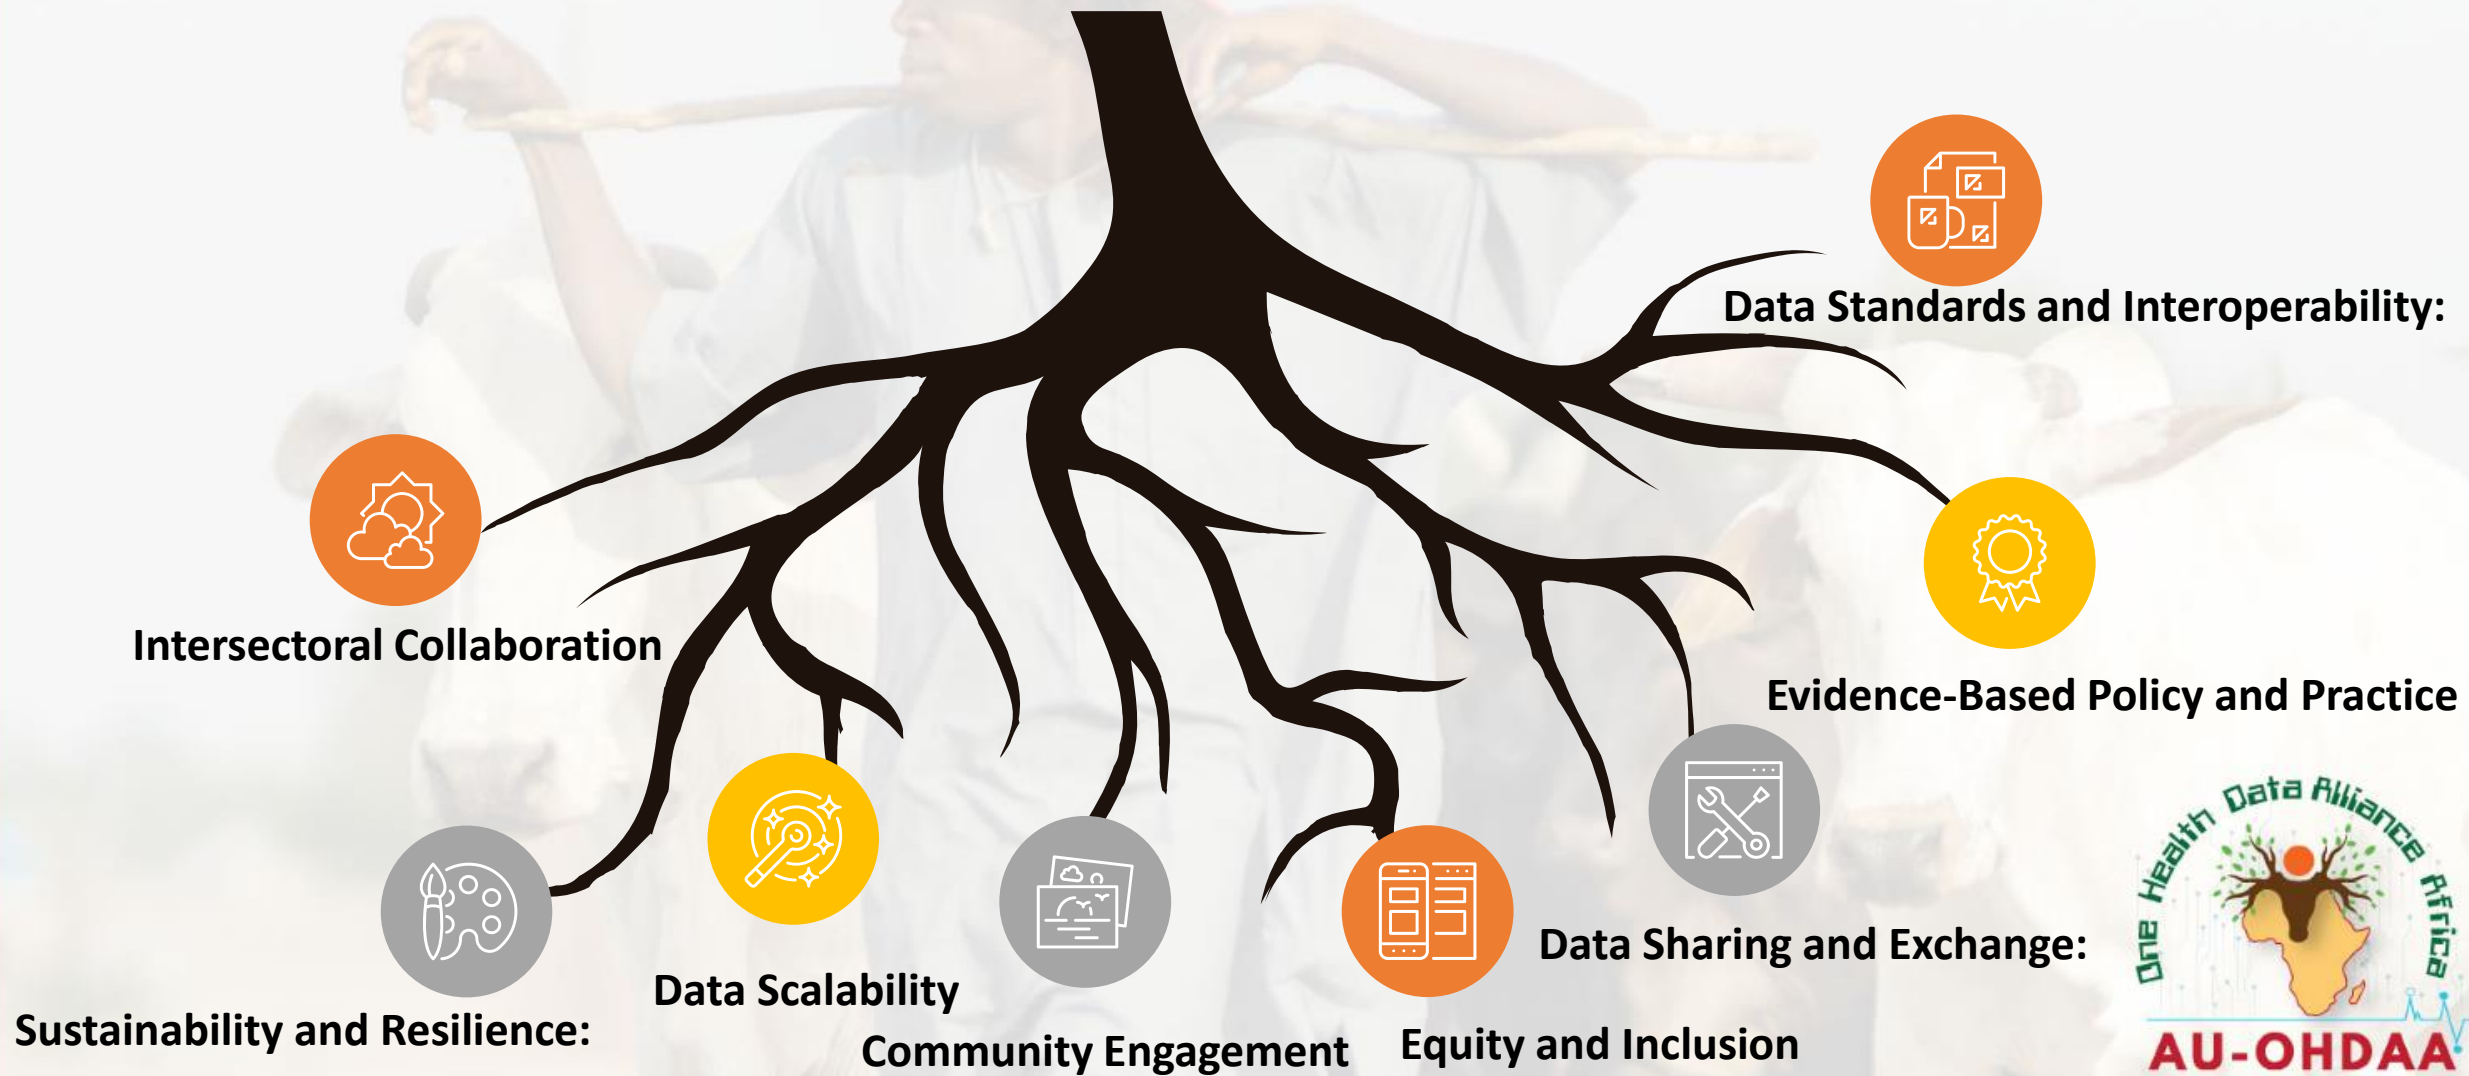 Data Standards and Interoperability:
Intersectoral Collaboration
Evidence-Based Policy and Practice
Data Sharing and Exchange:
Data Scalability
Sustainability and Resilience:
Community Engagement
Equity and Inclusion
One Health Data Alliance Africa
AU-OHDAA